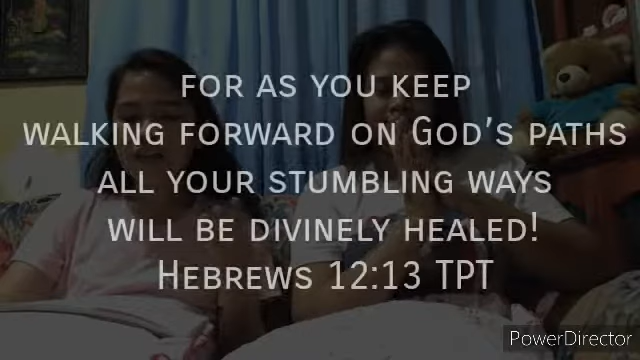 FOR AS YOU KEEP
WALKING FORWARD ON GOD'S PATHS
ALL YOUR STUMBLING WAYS
WILL BE DIVINELY HEALED!
HEBREWS 12:13 TPT
PowerDirector